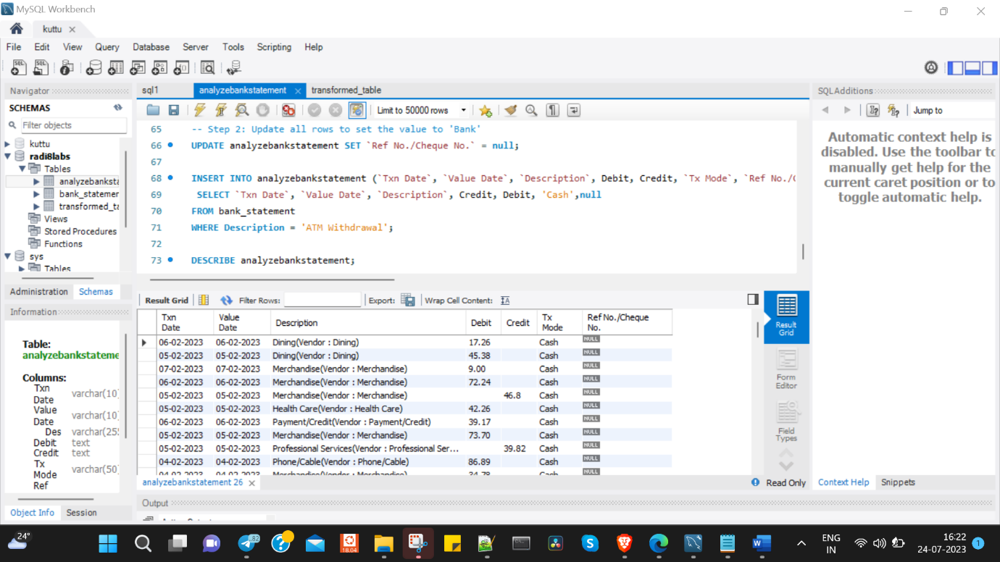 MySQL Workbench
kuttu
File Edit View Query Database Server Tools Scripting Help
Navigator
SCHEMAS
Filter objects
kuttu
radi8labs
Tables
analyzebanksta
bank_statemer
transformed_ta
Views
Stored Procedures
Functions
sys
Tables
Administration Schemas
Information
Table:
analyzebankstateme
Columns:
Txn Date varchar(10)
Value Date varchar(10)
Des varchar(255
Debit text
Credit text
Tx Mode varchar(50)
Ref
Object Info Session
sql1 analyzebankstatement transformed_table
Limit to 50000 rows
65 -- Step 2: Update all rows to set the value to 'Bank'
66 UPDATE analyzebankstatement SET `Ref No./Cheque No.` = null;
67
68 INSERT INTO analyzebankstatement (`Txn Date`, `Value Date`, `Description`, Debit, Credit, `Tx Mode`, `Ref No./C
69 SELECT `Txn Date`, `Value Date`, `Description`, Credit, Debit, 'Cash',null
70 FROM bank_statement
71 WHERE Description = 'ATM Withdrawal';
72
73 DESCRIBE analyzebankstatement;
Result Grid Filter Rows: Export: Wrap Cell Content: IA
Txn Date Value Date Description Debit Credit Tx Mode Ref No./Cheque No.
06-02-2023 06-02-2023 Dining(Vendor : Dining) 17.26 Cash NULL
05-02-2023 05-02-2023 Dining(Vendor : Dining) 45.38 Cash NULL
07-02-2023 07-02-2023 Merchandise(Vendor : Merchandise) 9.00 Cash NULL
06-02-2023 06-02-2023 Merchandise(Vendor : Merchandise) 72.24 Cash NULL
05-02-2023 05-02-2023 Merchandise(Vendor : Merchandise) 46.8 Cash NULL
05-02-2023 05-02-2023 Health Care(Vendor : Health Care) 42.26 Cash NULL
06-02-2023 06-02-2023 Payment/Credit(Vendor : Payment/Credit) 39.17 Cash NULL
05-02-2023 05-02-2023 Merchandise(Vendor : Merchandise) 73.70 Cash NULL
05-02-2023 05-02-2023 Professional Services(Vendor : Professional Ser... 39.82 Cash NULL
04-02-2023 04-02-2023 Phone/Cable(Vendor : Phone/Cable) 86.89 Cash NULL
04-02-2023 04-02-2023 Merchandise(Vendor : Merchandise) 34.78 Cash NULL
analyzebankstatement 26
Read Only
Result Grid
Form Editor
Field Types
Output
SQLAdditions
Jump to
Automatic context help is
disabled. Use the toolbar to
manually get help for the
current caret position or to
toggle automatic help.
Context Help Snippets
24°
82
18.04
ENG
IN
16:22
24-07-2023
1